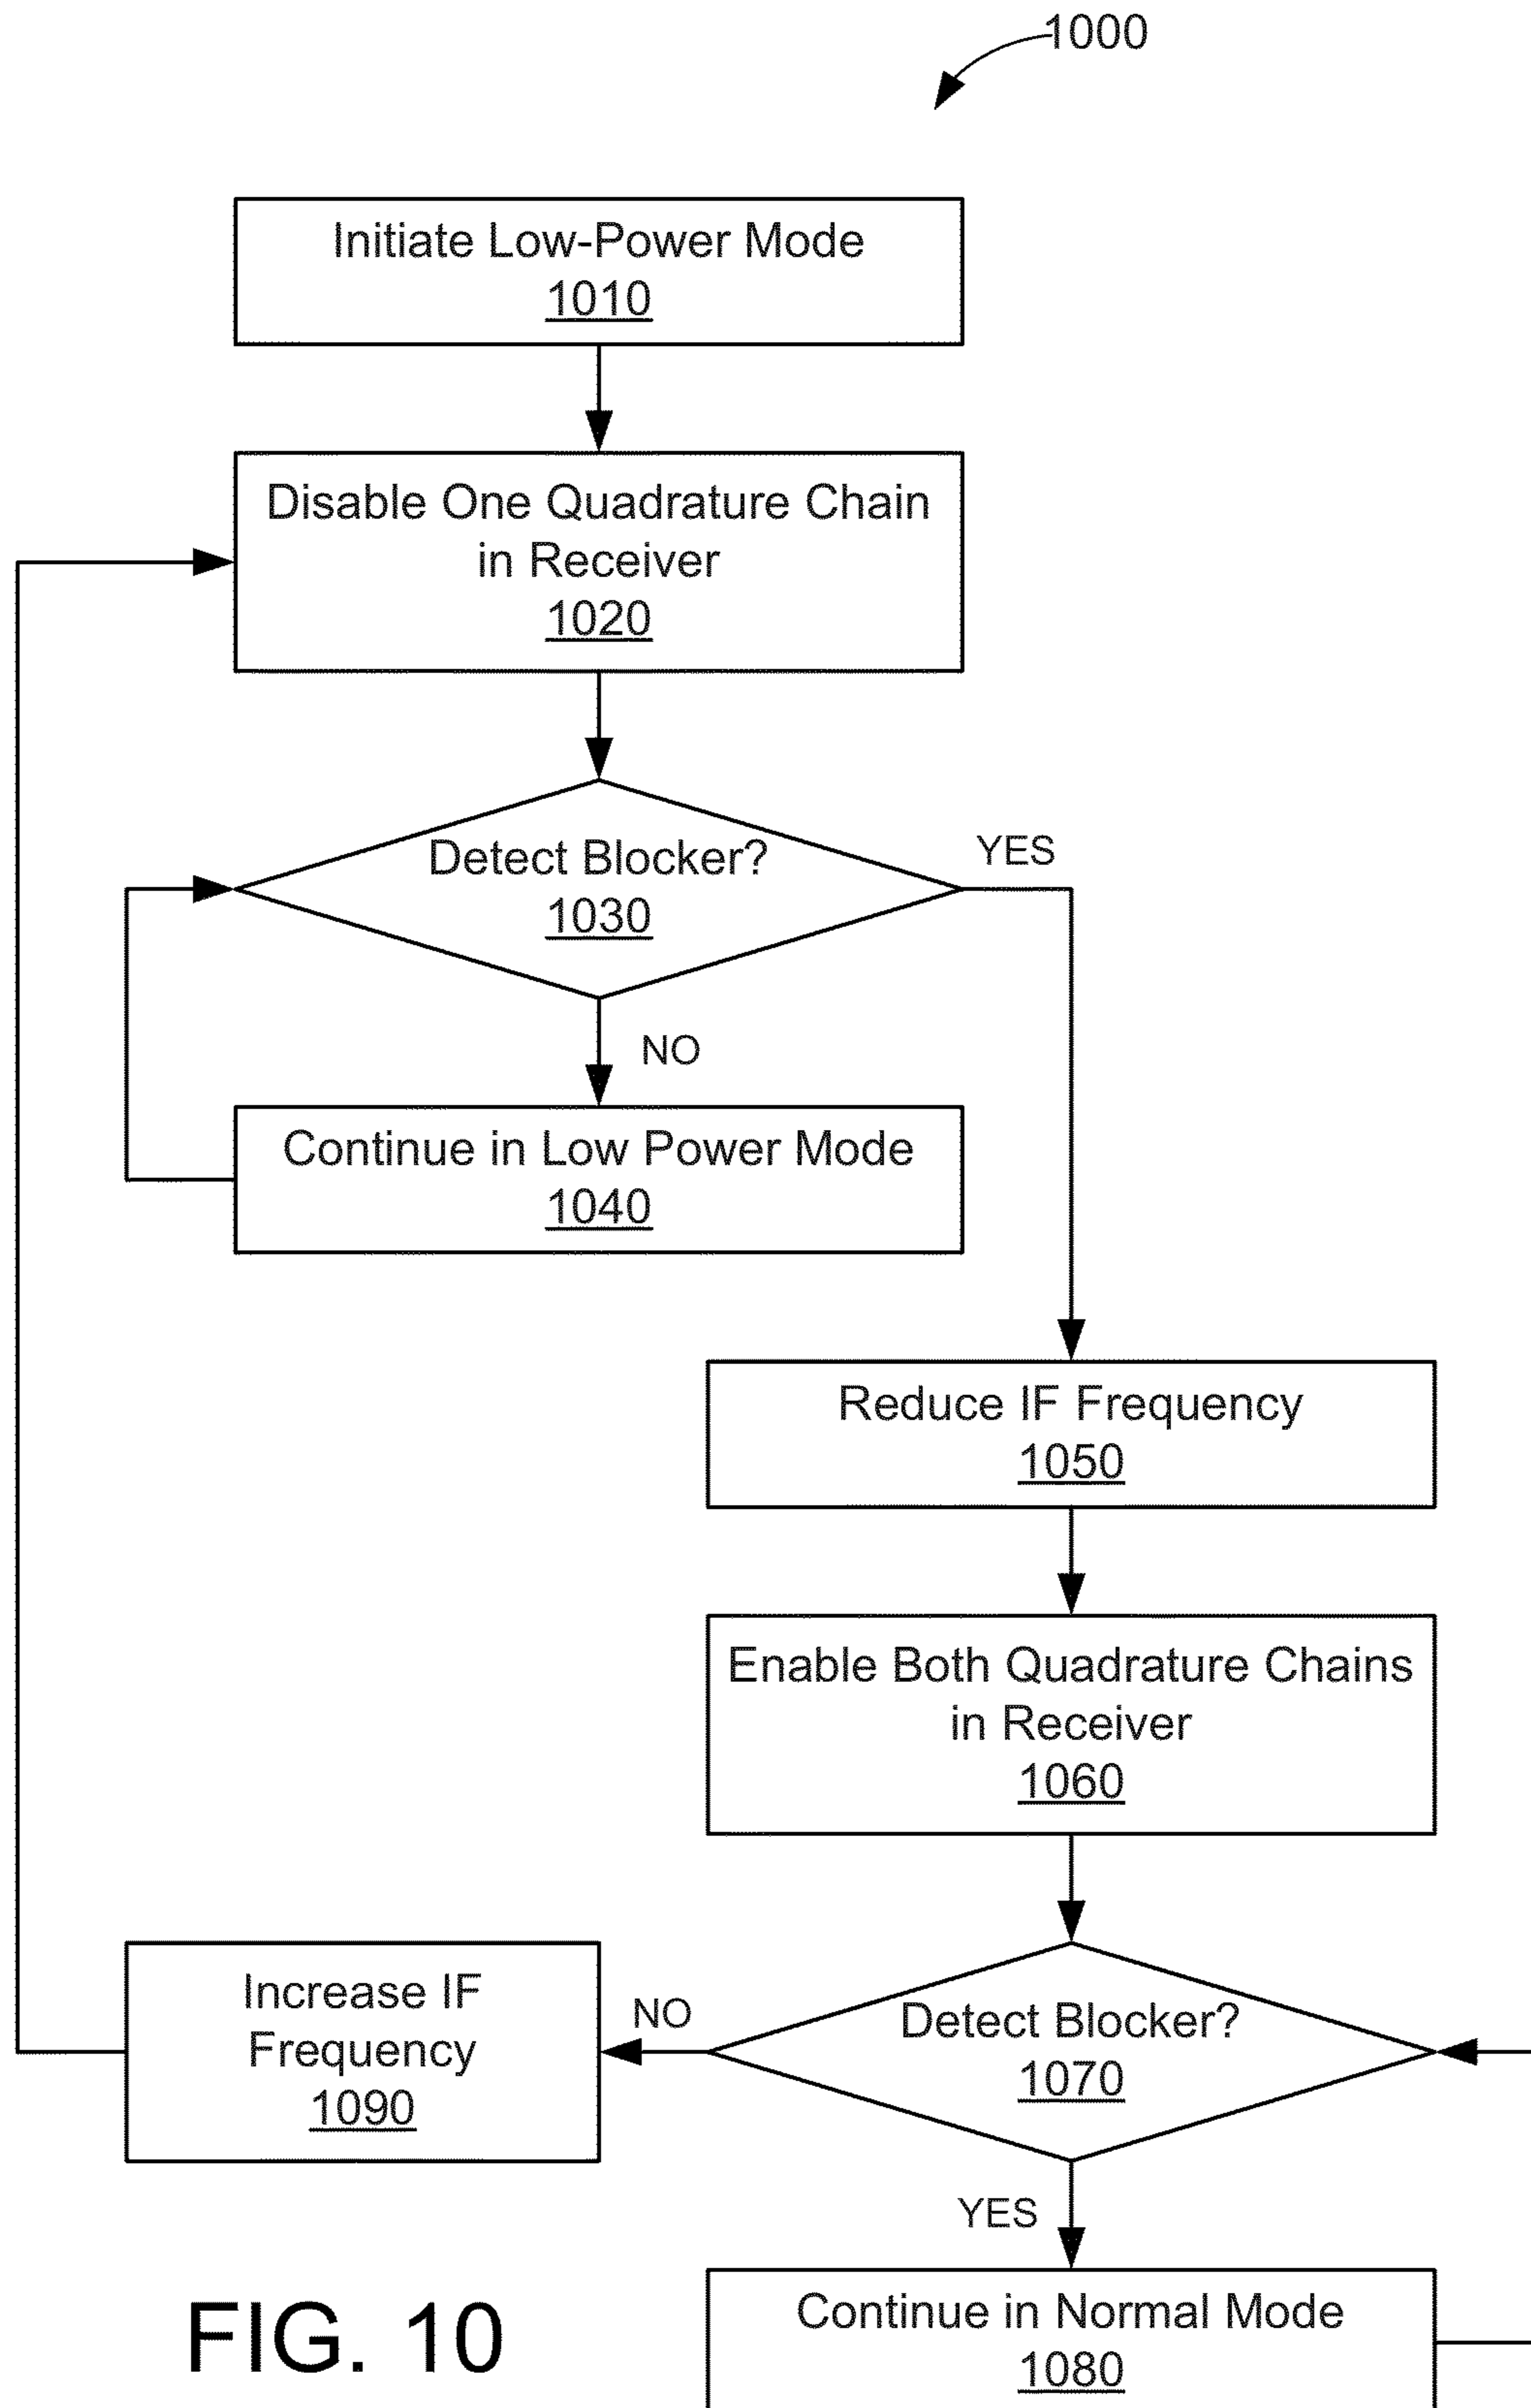 1000
Initiate Low-Power Mode
1010
Disable One Quadrature Chain
in Receiver
1020
Detect Blocker?
1030
YES
NO
Continue in Low Power Mode
1040
Reduce IF Frequency
1050
Enable Both Quadrature Chains
in Receiver
1060
Detect Blocker?
1070
NO
Increase IF
Frequency
1090
YES
Continue in Normal Mode
1080
FIG. 10